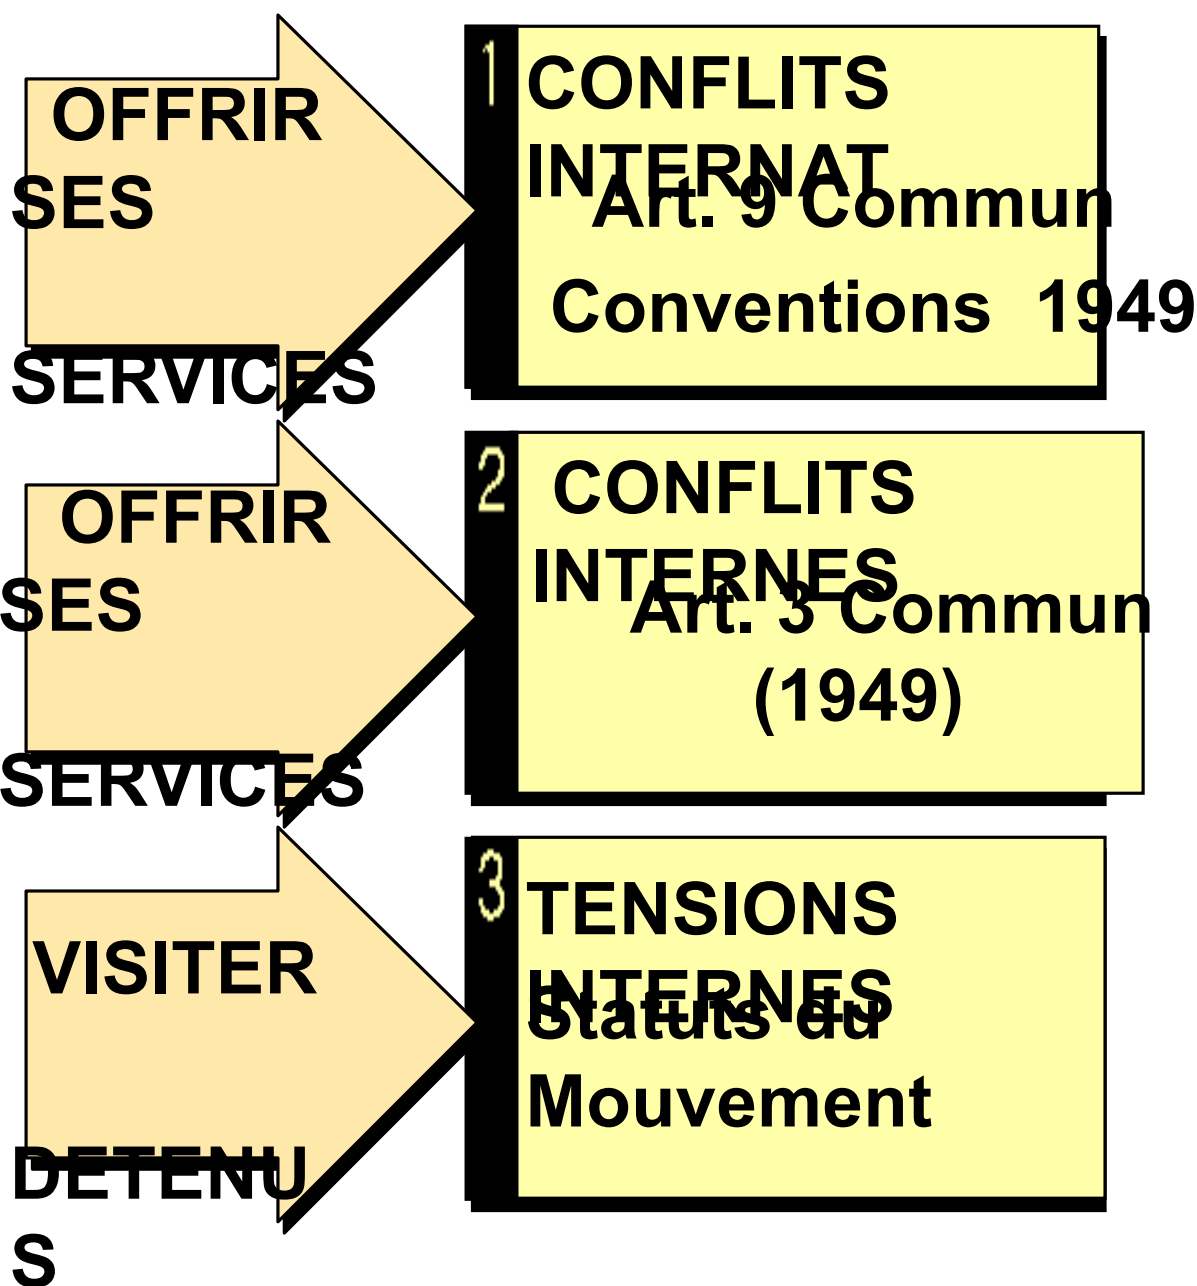 OFFRIR
SES
SERVICES
1
CONFLITS
INTERNAT
Art. 9 Commun
Conventions 1949
OFFRIR
SES
SERVICES
2
CONFLITS
INTERNES
Art. 3 Commun
(1949)
VISITER
DETENU
S
3
TENSIONS
INTERNES
Statuts du
Mouvement